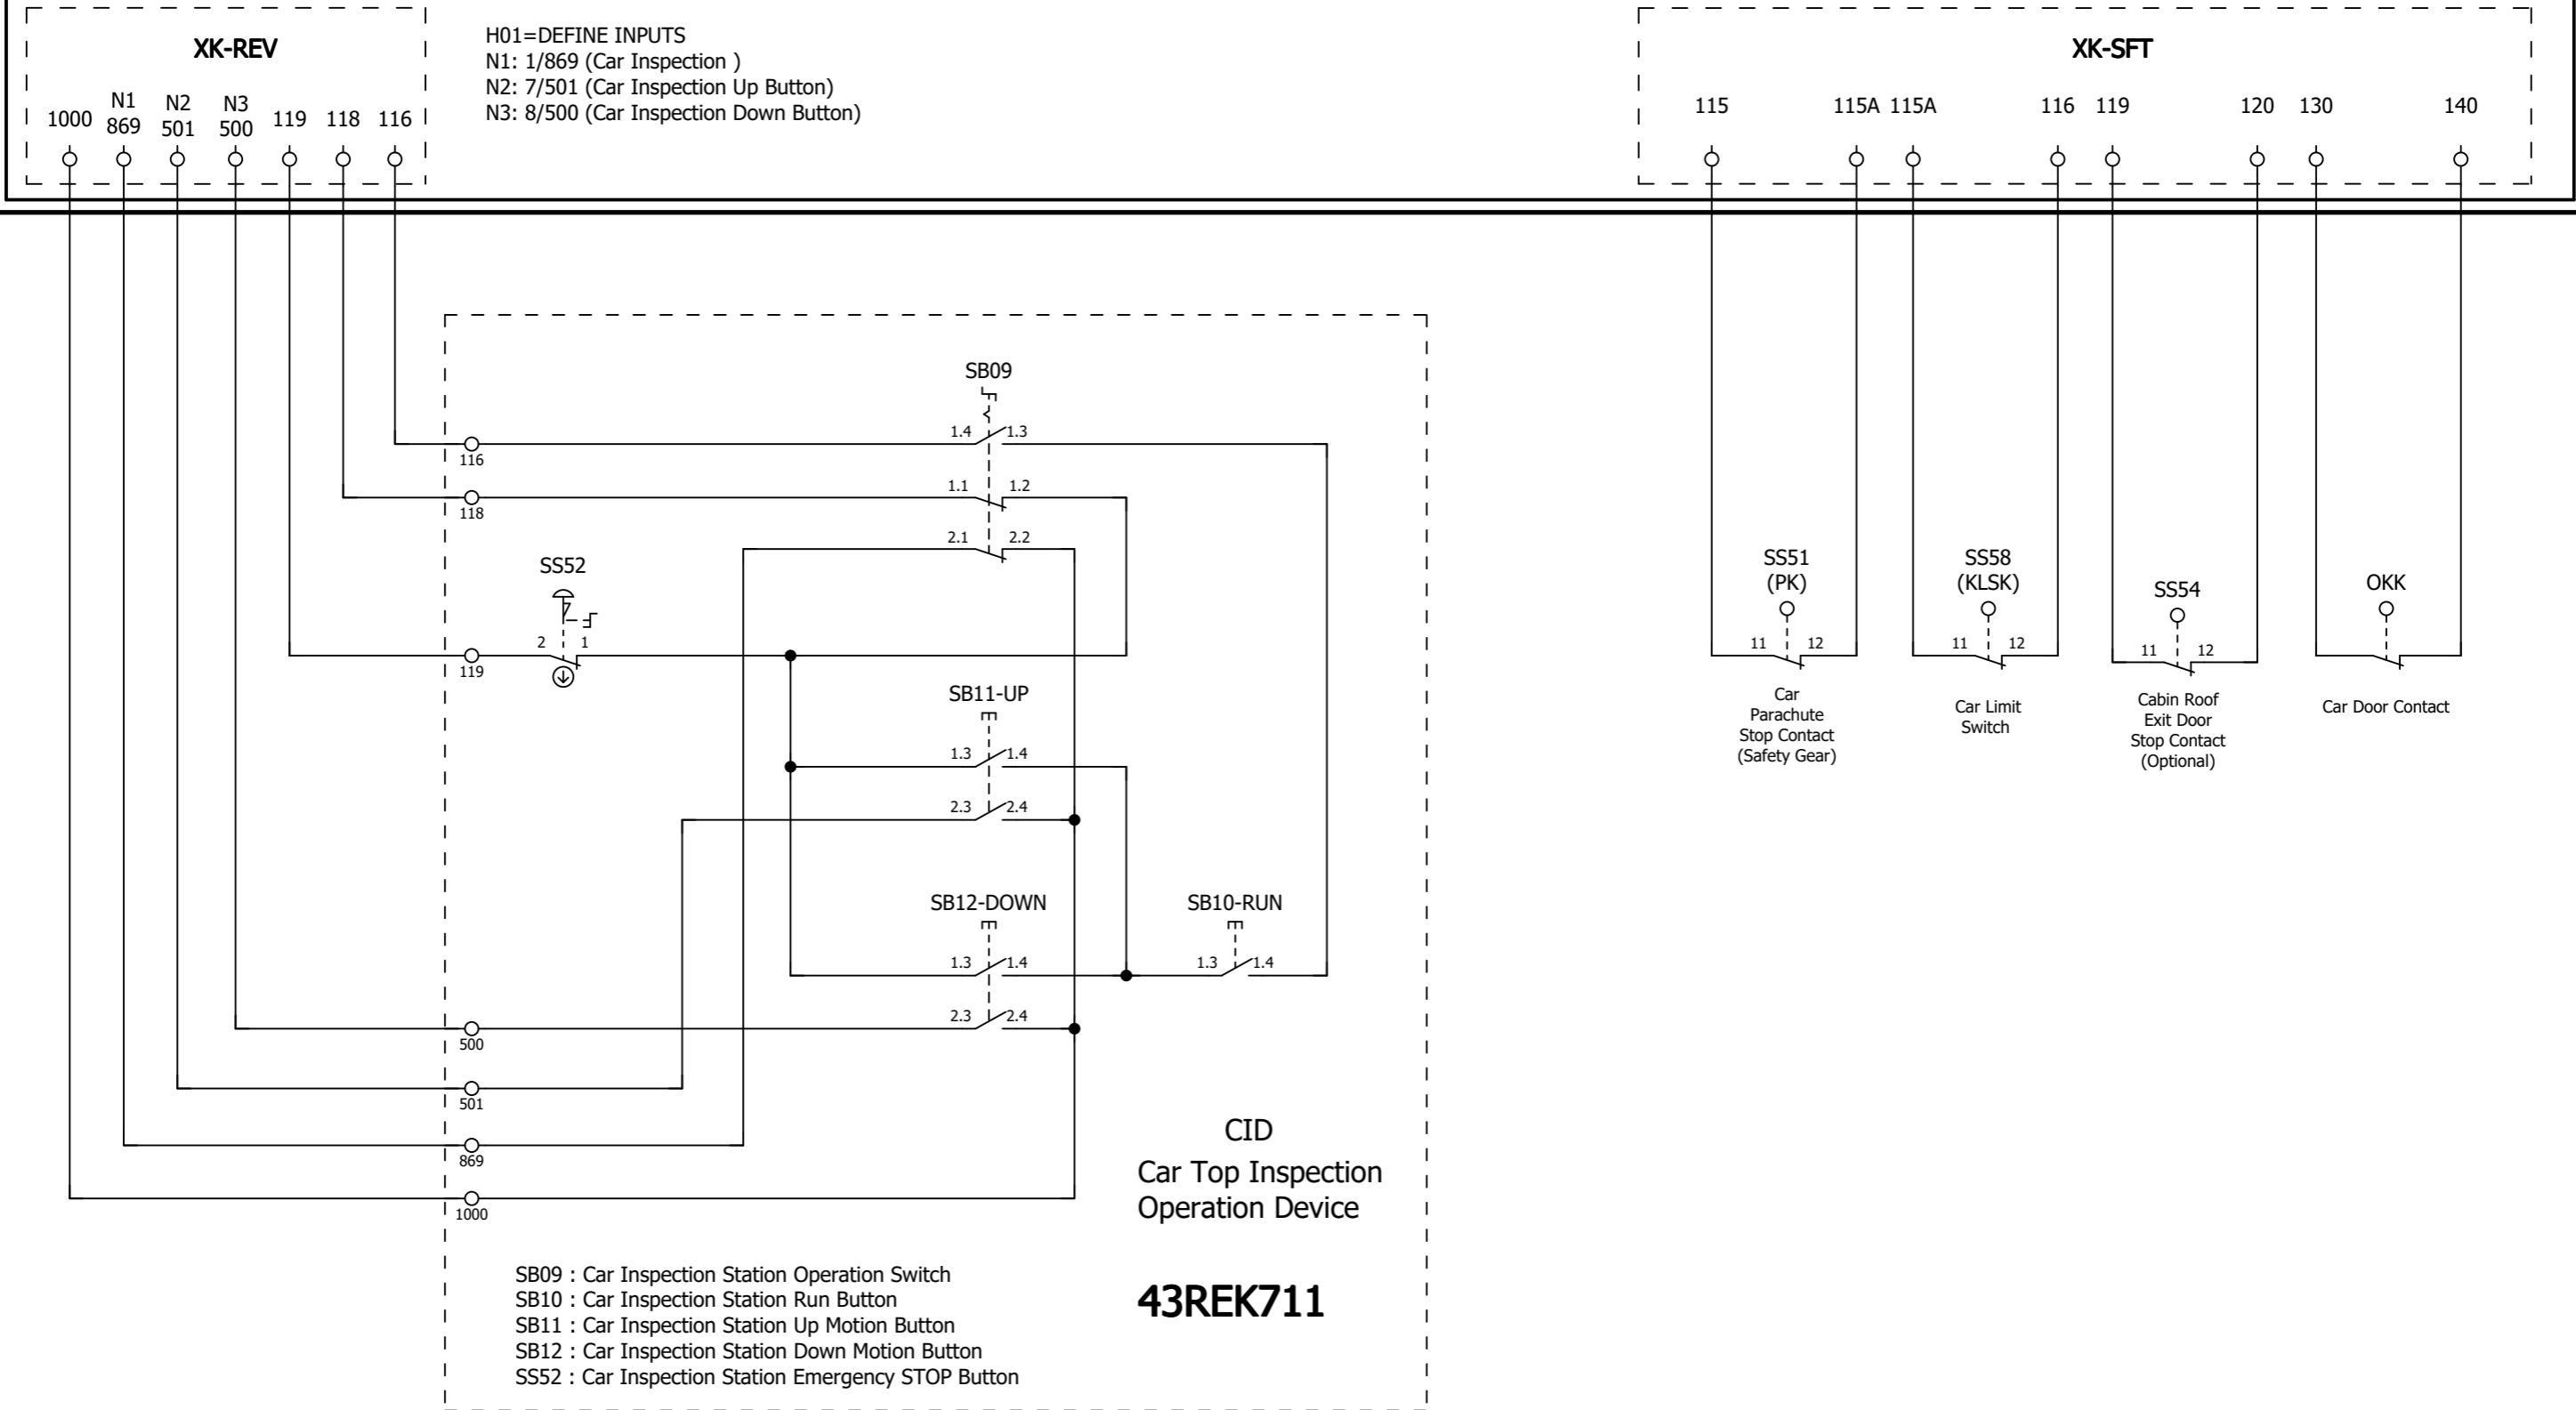 XK-REV
1000
N1
869
N2
501
N3
500
119
118
116
H01=DEFINE INPUTS
N1: 1/869 (Car Inspection )
N2: 7/501 (Car Inspection Up Button)
N3: 8/500 (Car Inspection Down Button)
XK-SFT
115
115A
115A
116
119
120
130
140
SB09
1.4
1.3
116
1.1
1.2
118
2.1
2.2
SS52
2
1
119
SB11-UP
1.3
1.4
2.3
2.4
SB12-DOWN
SB10-RUN
1.3
1.4
1.3
1.4
2.3
2.4
500
501
869
1000
CID
Car Top Inspection
Operation Device
43REK711
SB09 : Car Inspection Station Operation Switch
SB10 : Car Inspection Station Run Button
SB11 : Car Inspection Station Up Motion Button
SB12 : Car Inspection Station Down Motion Button
SS52 : Car Inspection Station Emergency STOP Button
SS51
(PK)
11
12
Car
Parachute
Stop Contact
(Safety Gear)
SS58
(KLSK)
11
12
Car Limit
Switch
SS54
11
12
Cabin Roof
Exit Door
Stop Contact
(Optional)
OKK
Car Door Contact